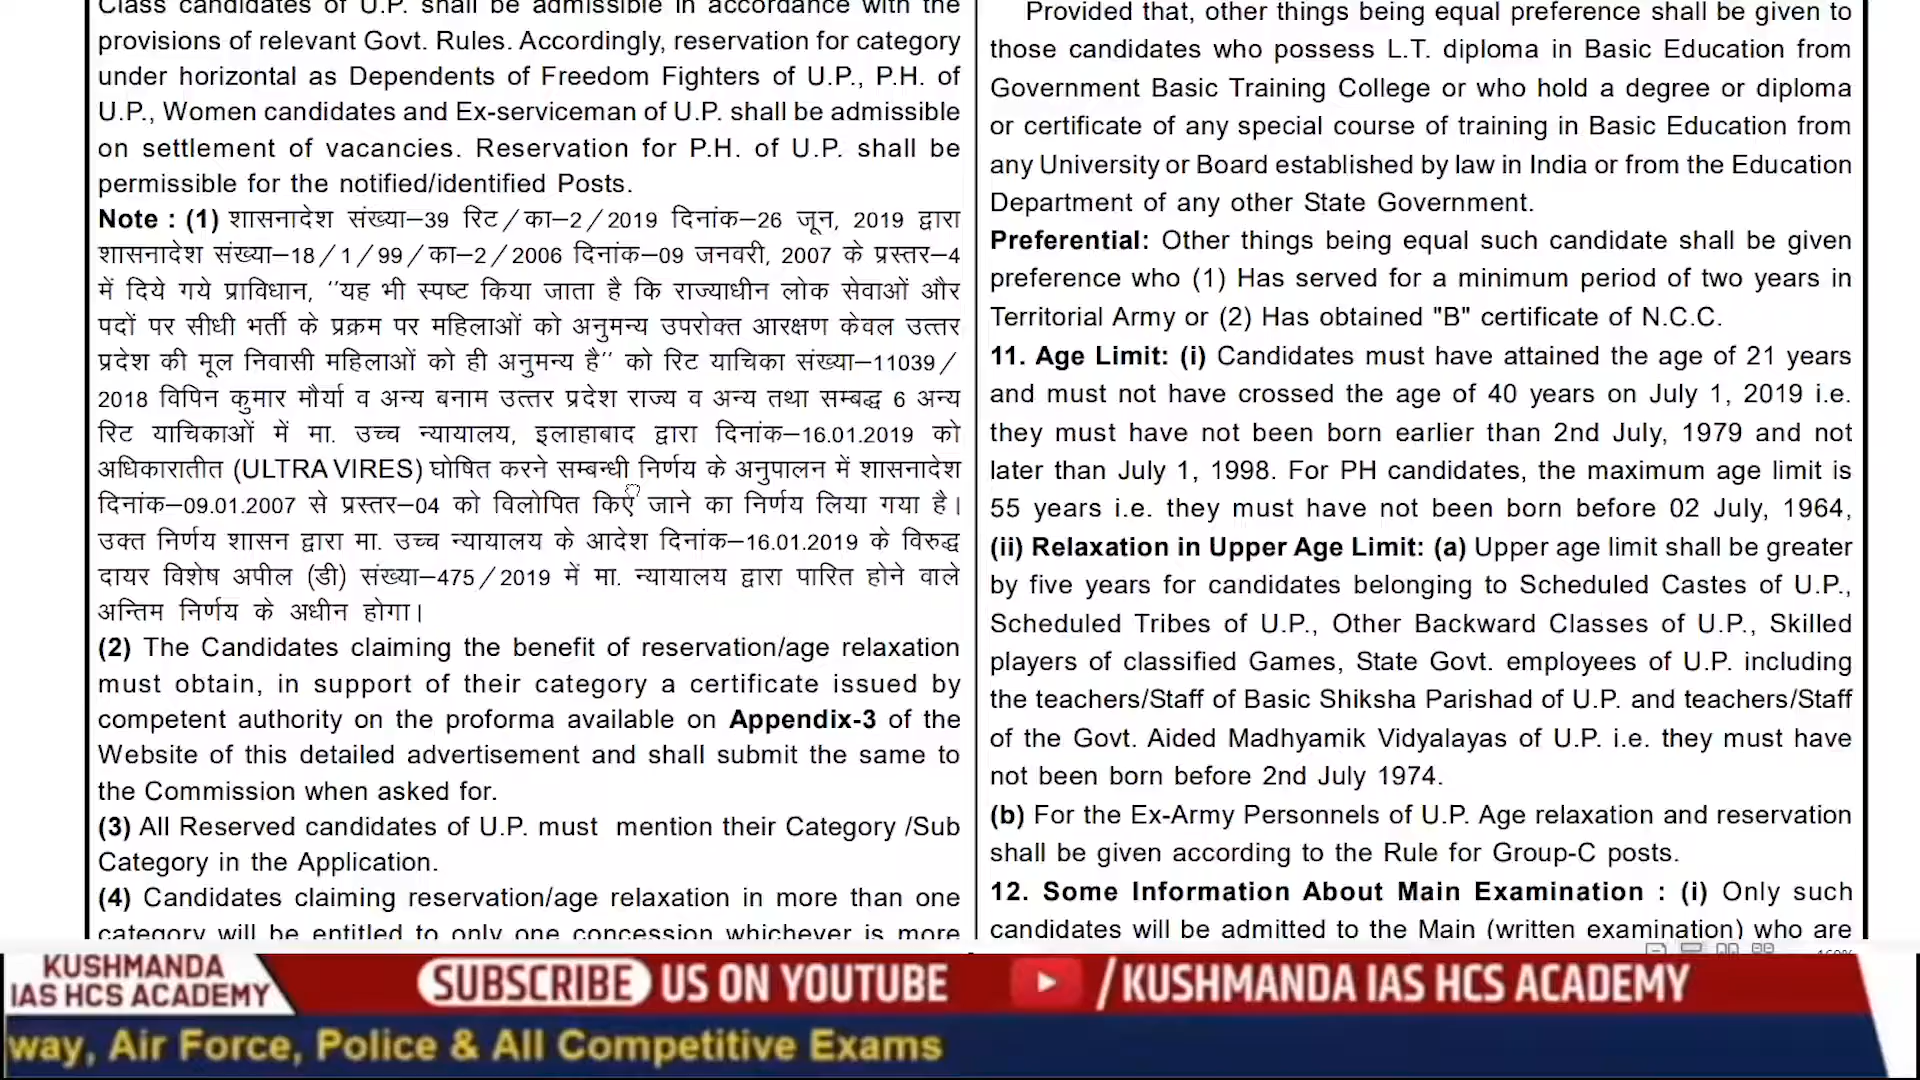 Class candidates of U.P. shall be admissible in accordance with the
provisions of relevant Govt. Rules. Accordingly, reservation for category
under horizontal as Dependents of Freedom Fighters of U.P., P.H. of
U.P., Women candidates and Ex-serviceman of U.P. shall be admissible
on settlement of vacancies. Reservation for P.H. of U.P. shall be
permissible for the notified/identified Posts.
Note : (1) शासनादेश संख्या–39 रिट/का–2/2019 दिनांक–26 जून, 2019 द्वारा
शासनादेश संख्या–18/1/99/का–2/2006 दिनांक–09 जनवरी, 2007 के प्रस्तर–4
में दिये गये प्राविधान, ''यह भी स्पष्ट किया जाता है कि राज्याधीन लोक सेवाओं और
पदों पर सीधी भर्ती के प्रक्रम पर महिलाओं को अनुमन्य उपरोक्त आरक्षण केवल उत्तर
प्रदेश की मूल निवासी महिलाओं को ही अनुमन्य है'' को रिट याचिका संख्या–11039/
2018 विपिन कुमार मौर्या व अन्य बनाम उत्तर प्रदेश राज्य व अन्य तथा सम्बद्ध 6 अन्य
रिट याचिकाओं में मा. उच्च न्यायालय, इलाहाबाद द्वारा दिनांक–16.01.2019 को
अधिकारातीत (ULTRA VIRES) घोषित करने सम्बन्धी निर्णय के अनुपालन में शासनादेश
दिनांक–09.01.2007 से प्रस्तर–04 को विलोपित किए जाने का निर्णय लिया गया है।
उक्त निर्णय शासन द्वारा मा. उच्च न्यायालय के आदेश दिनांक–16.01.2019 के विरुद्ध
दायर विशेष अपील (डी) संख्या–475/2019 में मा. न्यायालय द्वारा पारित होने वाले
अन्तिम निर्णय के अधीन होगा।
(2) The Candidates claiming the benefit of reservation/age relaxation
must obtain, in support of their category a certificate issued by
competent authority on the proforma available on Appendix-3 of the
Website of this detailed advertisement and shall submit the same to
the Commission when asked for.
(3) All Reserved candidates of U.P. must mention their Category /Sub
Category in the Application.
(4) Candidates claiming reservation/age relaxation in more than one
category will be entitled to only one concession whichever is more
Provided that, other things being equal preference shall be given to
those candidates who possess L.T. diploma in Basic Education from
Government Basic Training College or who hold a degree or diploma
or certificate of any special course of training in Basic Education from
any University or Board established by law in India or from the Education
Department of any other State Government.
Preferential: Other things being equal such candidate shall be given
preference who (1) Has served for a minimum period of two years in
Territorial Army or (2) Has obtained "B" certificate of N.C.C.
11. Age Limit: (i) Candidates must have attained the age of 21 years
and must not have crossed the age of 40 years on July 1, 2019 i.e.
they must have not been born earlier than 2nd July, 1979 and not
later than July 1, 1998. For PH candidates, the maximum age limit is
55 years i.e. they must have not been born before 02 July, 1964,
(ii) Relaxation in Upper Age Limit: (a) Upper age limit shall be greater
by five years for candidates belonging to Scheduled Castes of U.P.,
Scheduled Tribes of U.P., Other Backward Classes of U.P., Skilled
players of classified Games, State Govt. employees of U.P. including
the teachers/Staff of Basic Shiksha Parishad of U.P. and teachers/Staff
of the Govt. Aided Madhyamik Vidyalayas of U.P. i.e. they must have
not been born before 2nd July 1974.
(b) For the Ex-Army Personnels of U.P. Age relaxation and reservation
shall be given according to the Rule for Group-C posts.
12. Some Information About Main Examination : (i) Only such
candidates will be admitted to the Main (written examination) who are
KUSHMANDA
IAS HCS ACADEMY
SUBSCRIBE US ON YOUTUBE
/KUSHMANDA IAS HCS ACADEMY
way, Air Force, Police & All Competitive Exams